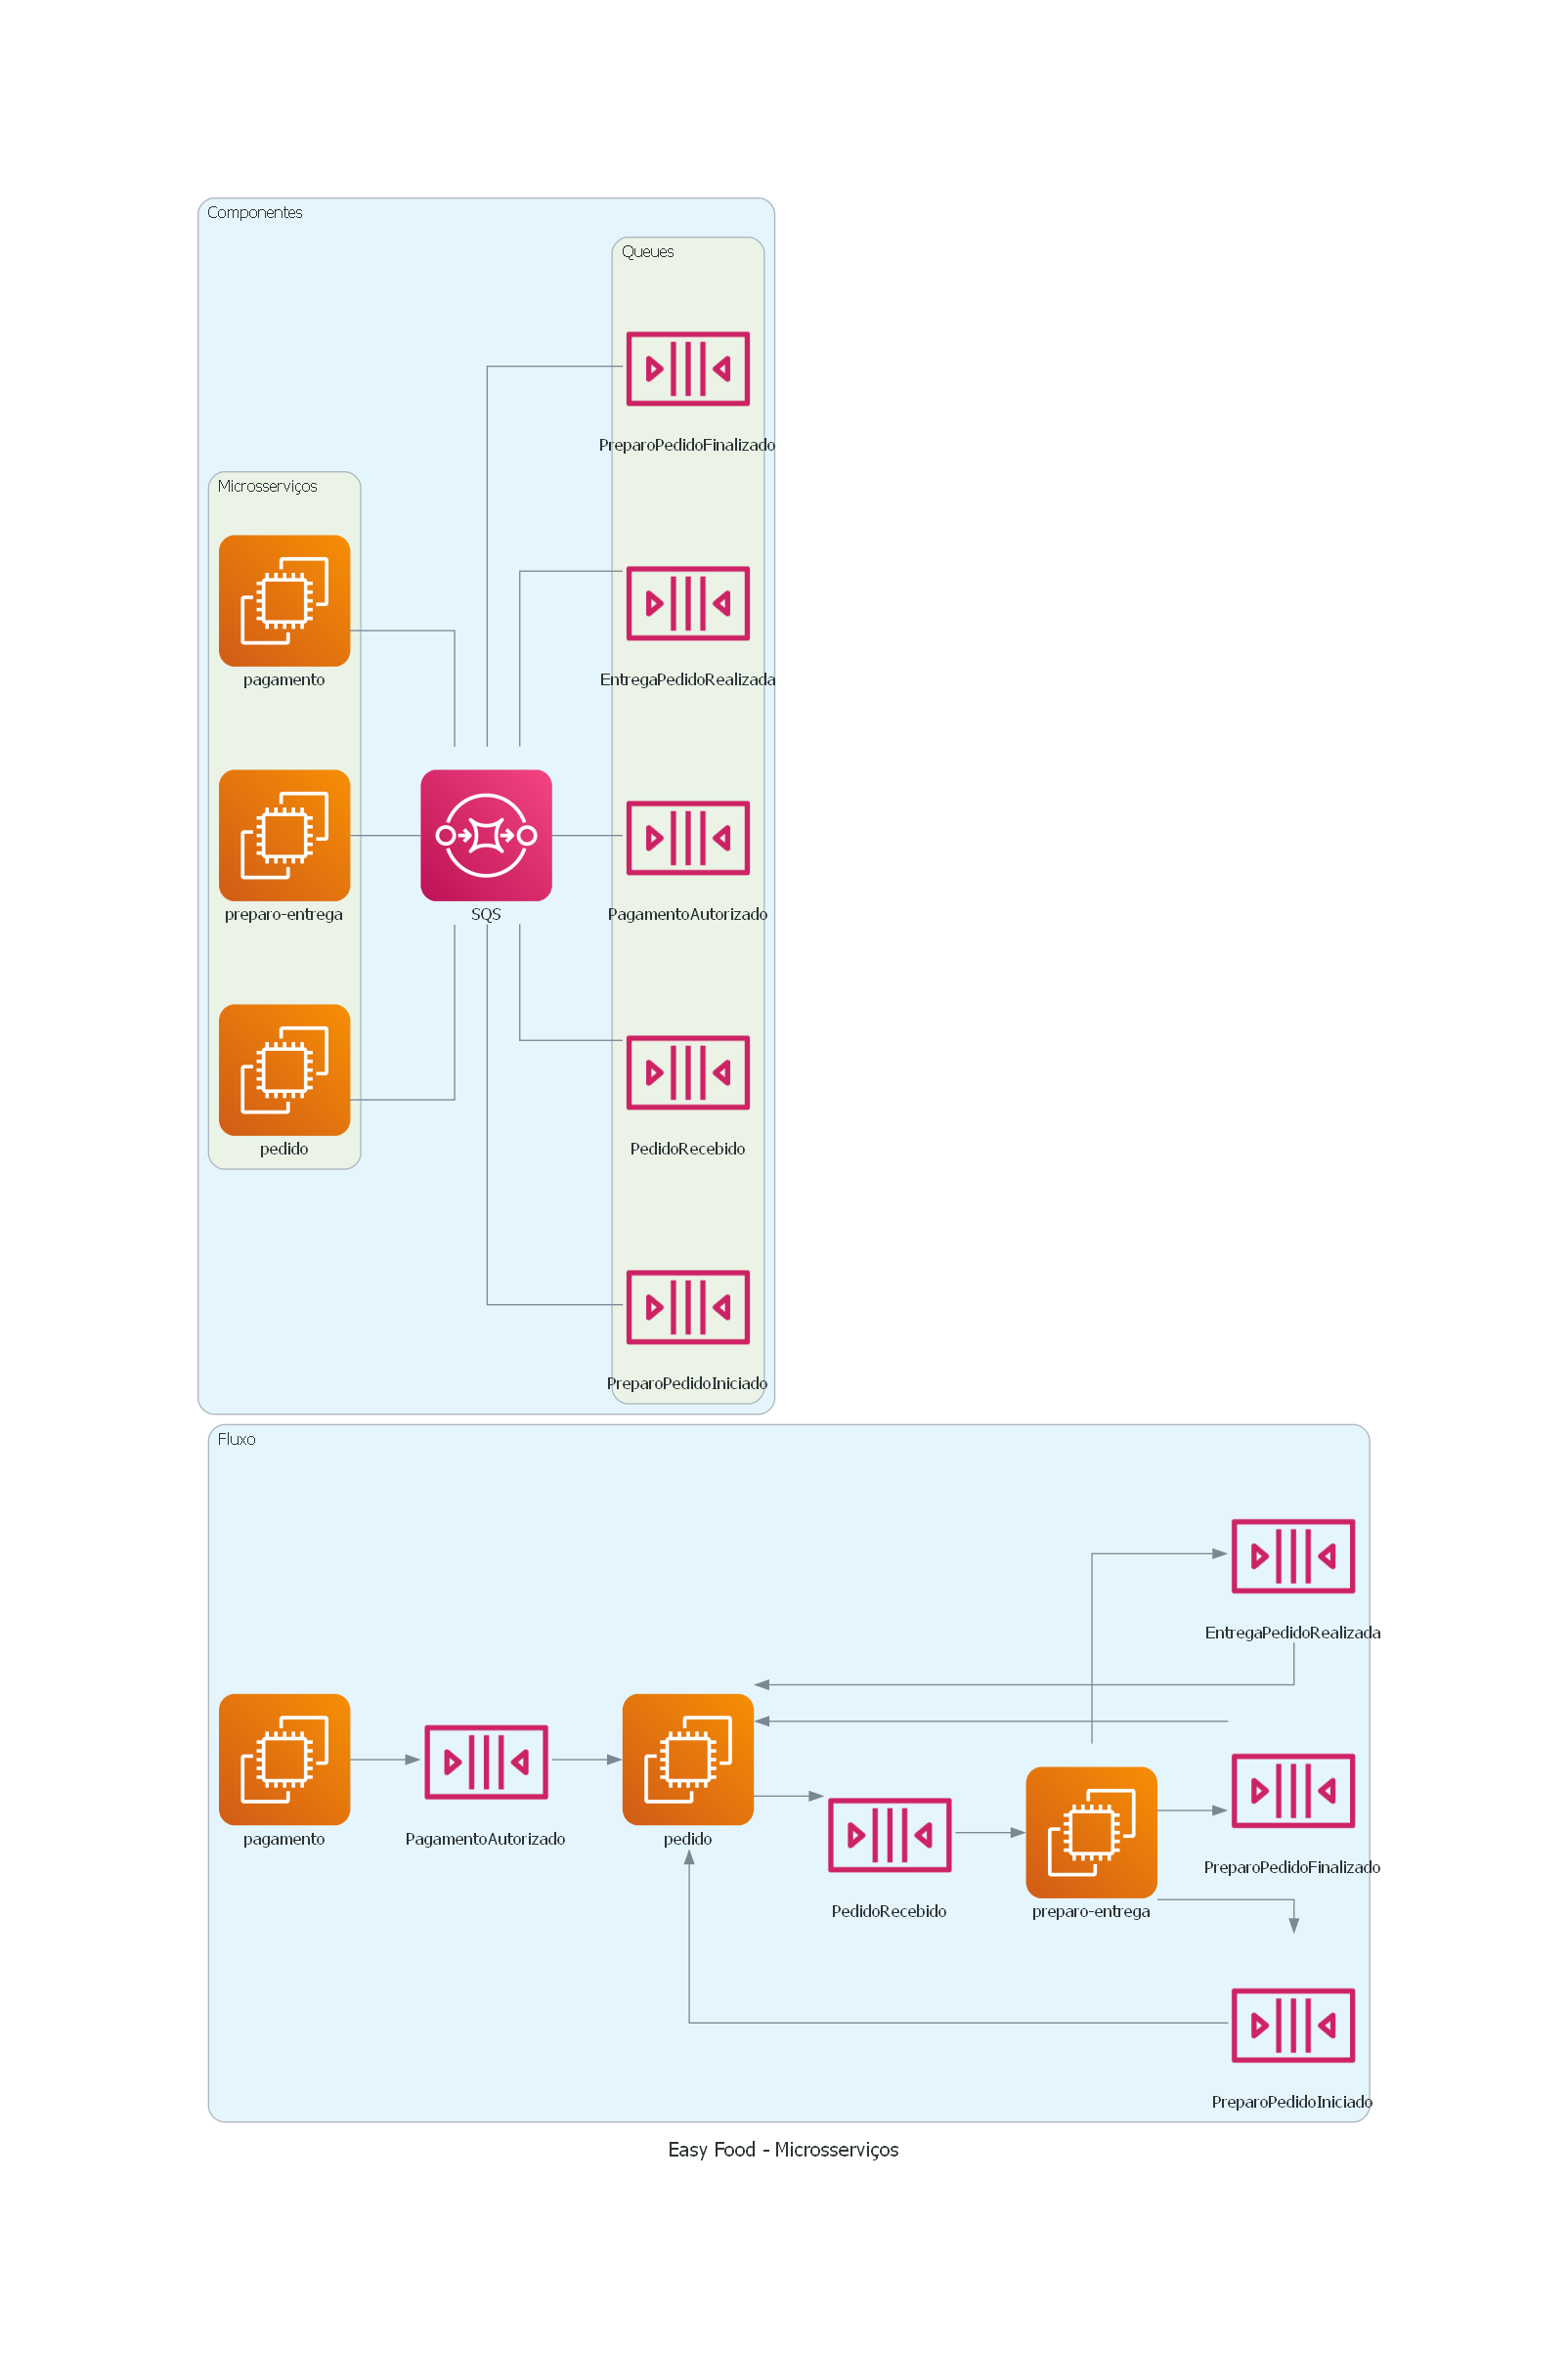 Componentes
Queues
PreparoPedidoFinalizado
Microsserviços
pagamento
EntregaPedidoRealizada
preparo-entrega
SQS
PagamentoAutorizado
pedido
PedidoRecebido
PreparoPedidoIniciado
Fluxo
EntregaPedidoRealizada
pagamento
PagamentoAutorizado
pedido
PreparoPedidoFinalizado
PedidoRecebido
preparo-entrega
PreparoPedidoIniciado
Easy Food - Microsserviços